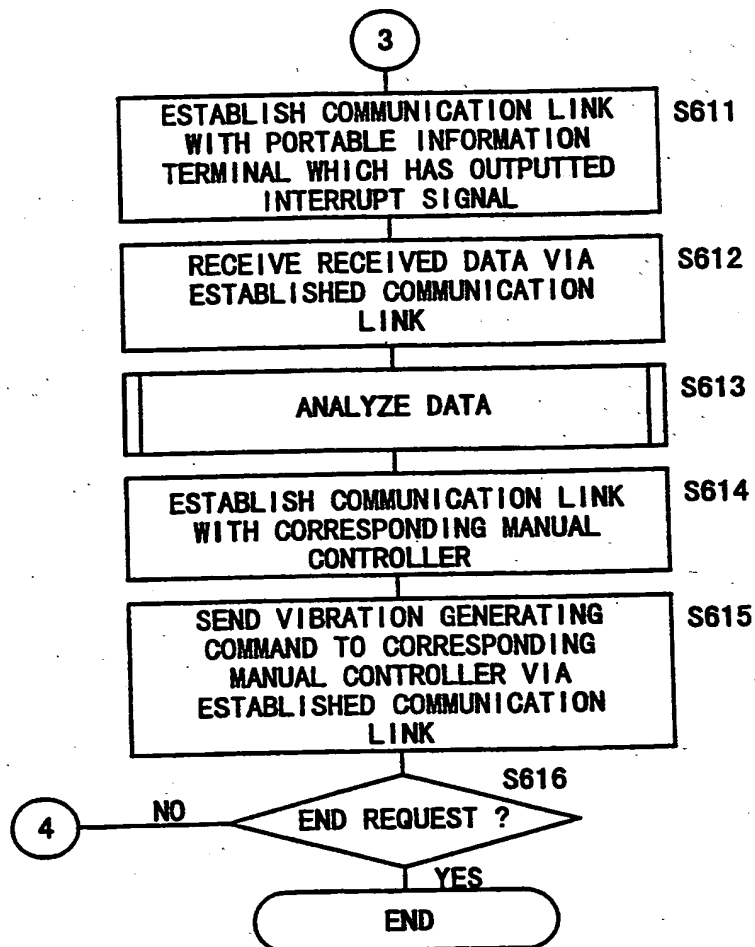 3
ESTABLISH COMMUNICATION LINK S611
WITH PORTABLE INFORMATION
TERMINAL WHICH HAS OUTPUTTED
INTERRUPT SIGNAL
RECEIVE RECEIVED DATA VIA S612
ESTABLISHED COMMUNICATION
LINK
ANALYZE DATA S613
ESTABLISH COMMUNICATION LINK S614
WITH CORRESPONDING MANUAL
CONTROLLER
SEND VIBRATION GENERATING S615
COMMAND TO CORRESPONDING
MANUAL CONTROLLER VIA
ESTABLISHED COMMUNICATION
LINK
S616
4 NO END REQUEST ?
YES
END